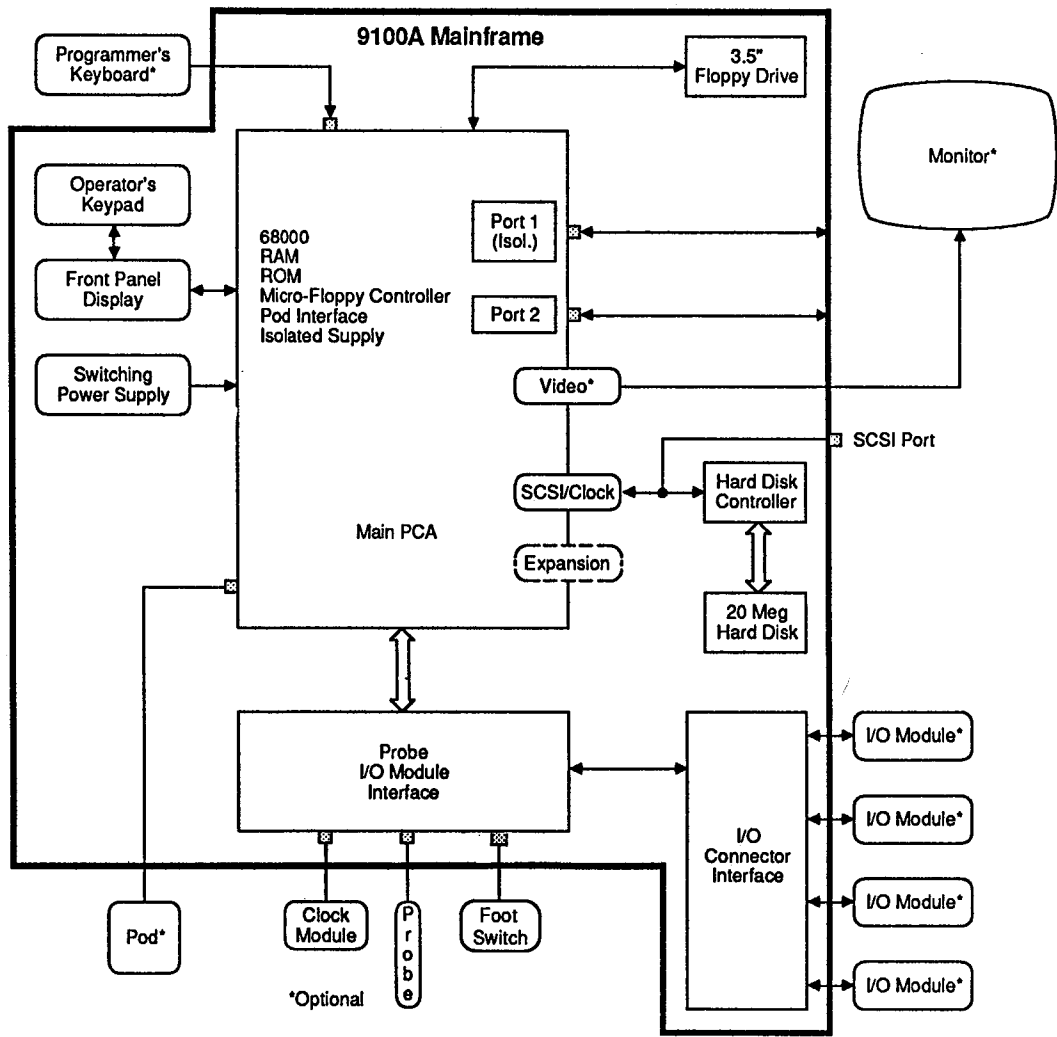 9100A Mainframe
Programmer's
Keyboard*
3.5"
Floppy Drive
Monitor*
Operator's
Keypad
Front Panel
Display
Switching
Power Supply
68000
RAM
ROM
Micro-Floppy Controller
Pod Interface
Isolated Supply
Port 1
(Isol.)
Port 2
Video*
SCSI Port
SCSI/Clock
Hard Disk
Controller
Main PCA
Expansion
20 Meg
Hard Disk
Probe
I/O Module
Interface
I/O
Connector
Interface
I/O Module*
I/O Module*
I/O Module*
I/O Module*
Pod*
Clock
Module
Probe
Foot
Switch
*Optional